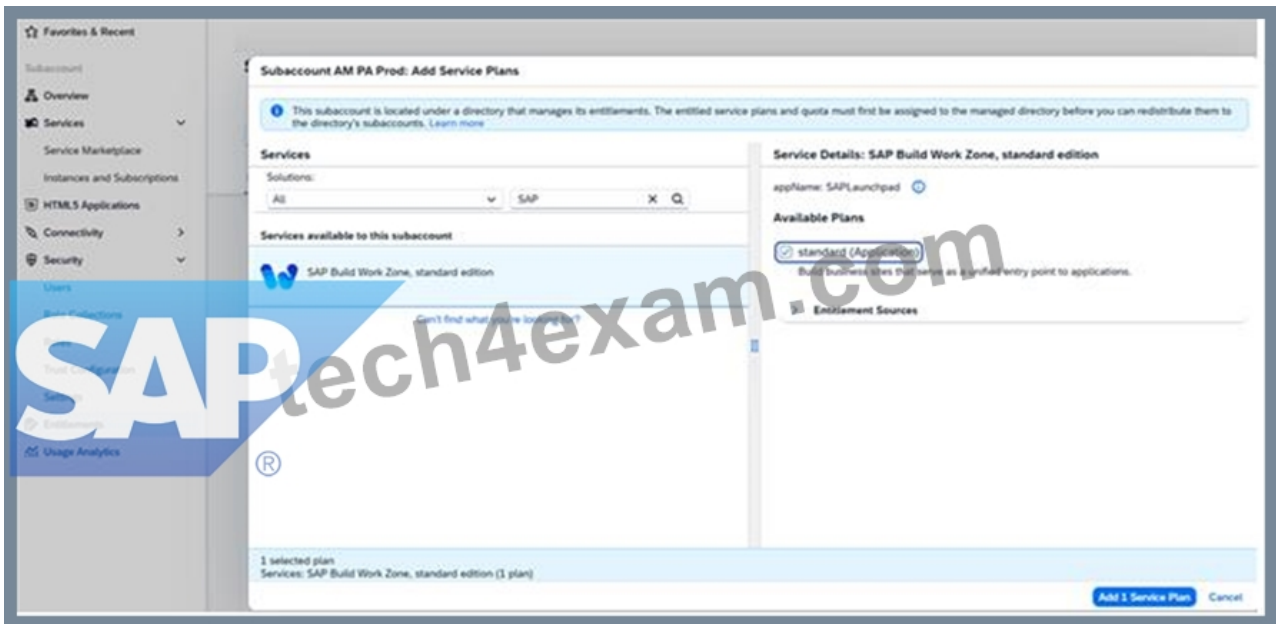 Favorites & Recent
Subaccount
Overview
Services
Service Marketplace
Instances and Subscriptions
HTML5 Applications
Connectivity
Security
Users
Role Collections
Trust Configuration
Settings
Entitlements
Usage Analytics
Subaccount AM PA Prod: Add Service Plans
This subaccount is located under a directory that manages its entitlements. The entitled service plans and quota must first be assigned to the managed directory before you can redistribute them to
the directory's subaccounts. Learn more
Services
Solutions:
All
SAP
Services available to this subaccount
SAP Build Work Zone, standard edition
Can't find what you're looking for?
Service Details: SAP Build Work Zone, standard edition
appName: SAPLaunchpad
Available Plans
standard (Application)
Build business sites that serve as a unified entry point to applications.
Entitlement Sources
1 selected plan
Services: SAP Build Work Zone, standard edition (1 plan)
Add 1 Service Plan
Cancel
SAP
®
tech4exam.com